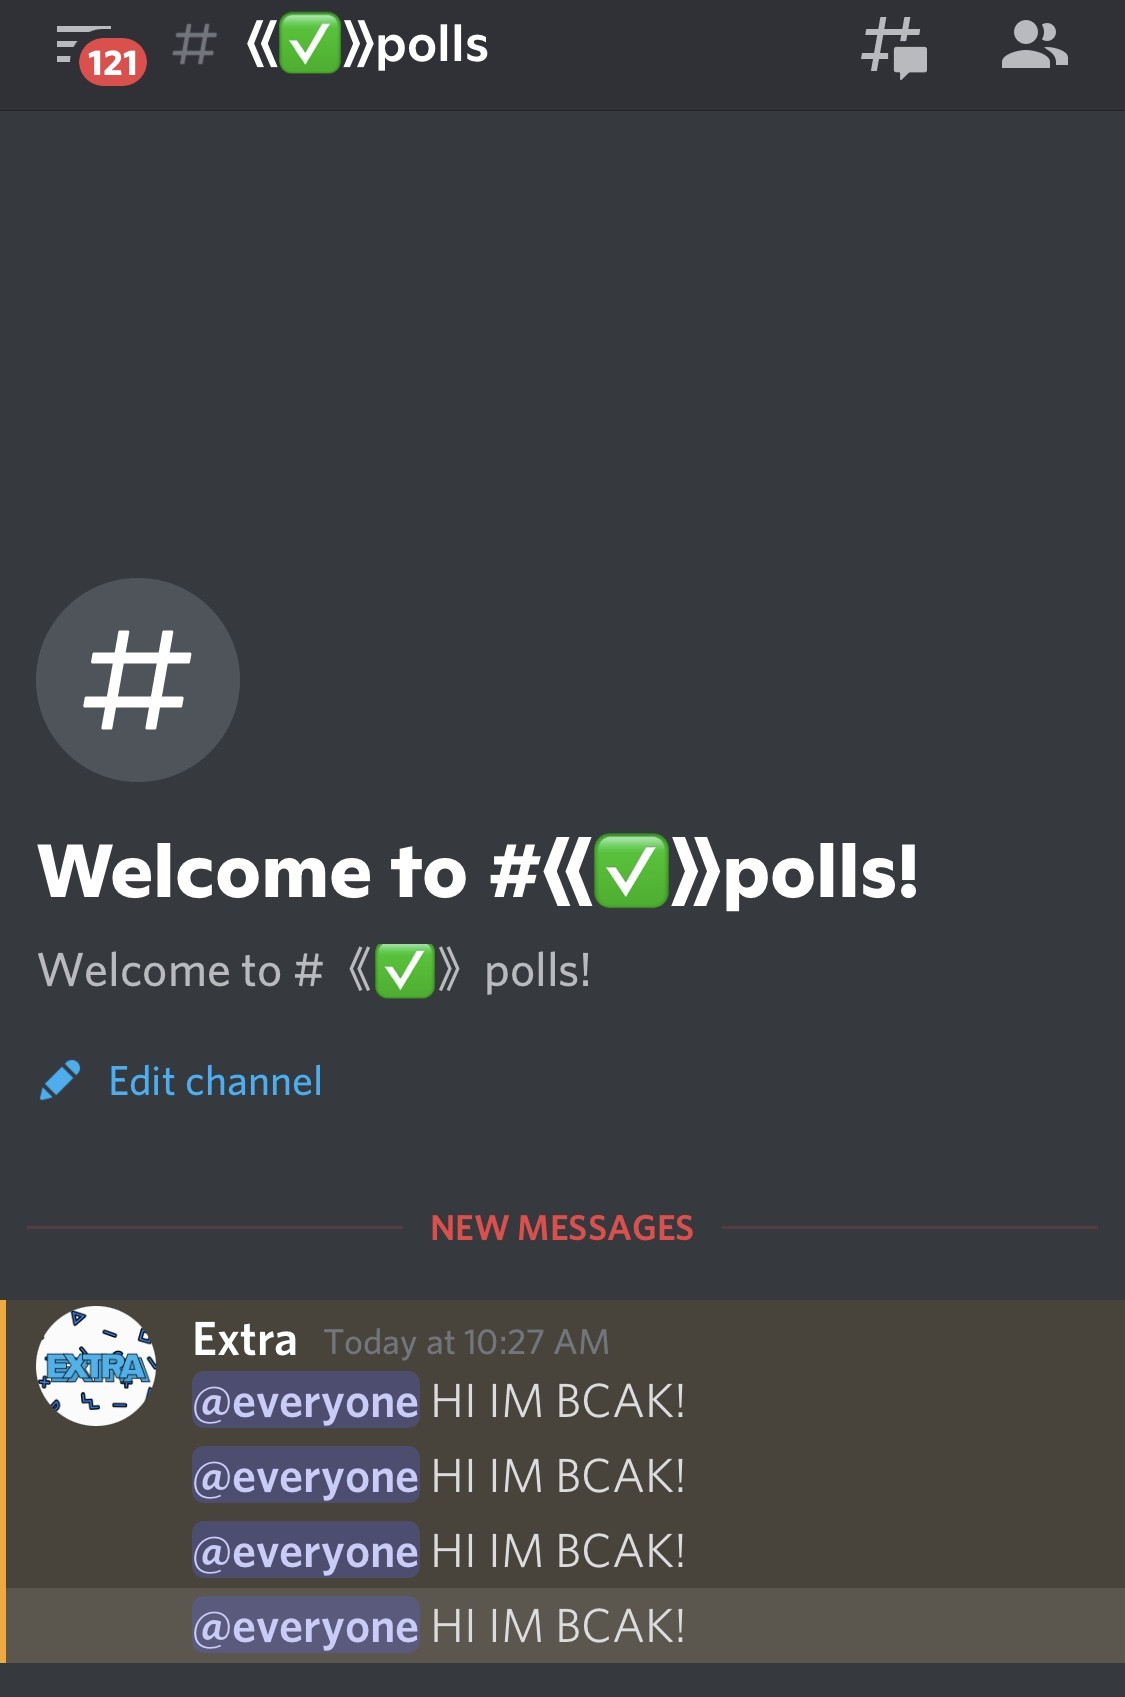 121 # 《✅》polls
#
Welcome to #《✅》polls!
Welcome to # 《✅》 polls!
Edit channel
NEW MESSAGES
EXTRA
Extra Today at 10:27 AM
@everyone HI IM BCAK!
@everyone HI IM BCAK!
@everyone HI IM BCAK!
@everyone HI IM BCAK!